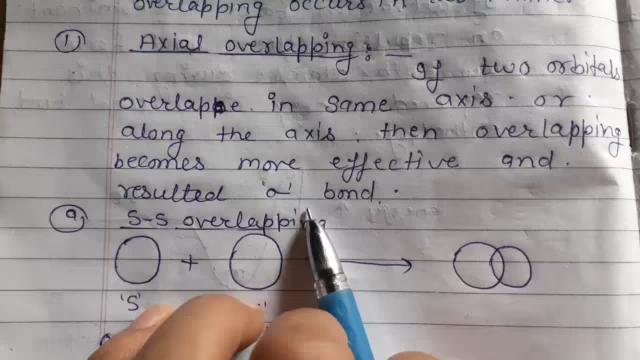 overlapping occurs in
① Axial overlapping : —
If two orbitals
overlape in same axis . or .
along the axis . then overlapping
becomes more effective and .
resulted 'σ' bond .
ⓐ S-S overlapping
+
'S'